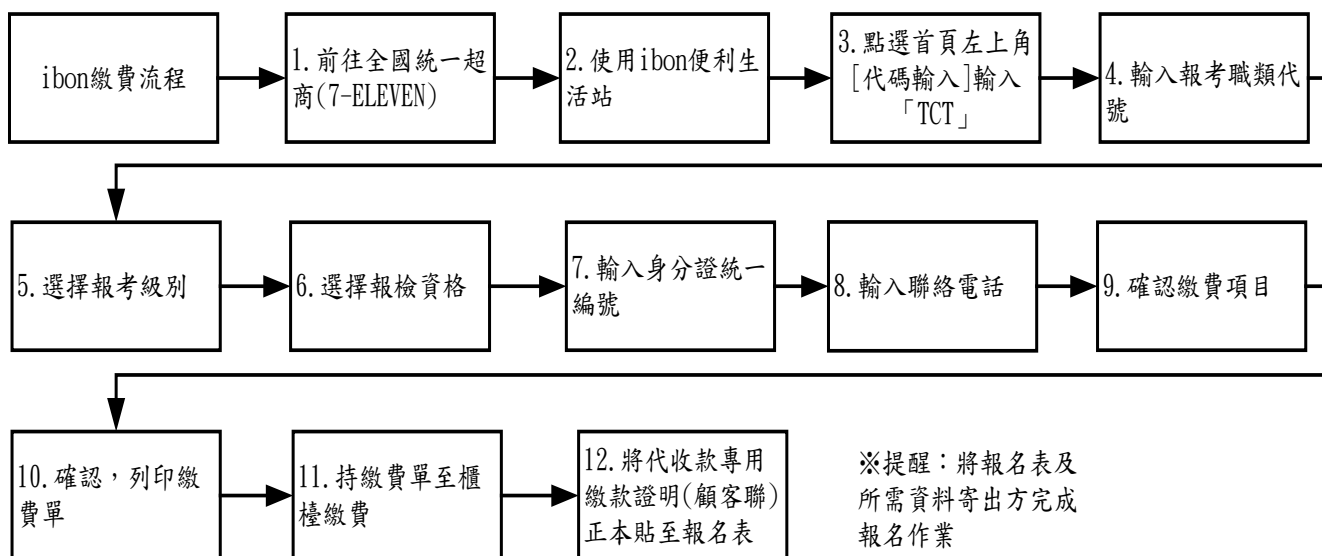 ibon繳費流程
1.前往全國統一超
商(7-ELEVEN)
2.使用ibon便利生
活站
3.點選首頁左上角
[代碼輸入]輸入
「TCT」
4.輸入報考職類代
號
5.選擇報考級別
6.選擇報檢資格
7.輸入身分證統一
編號
8.輸入聯絡電話
9.確認繳費項目
10.確認，列印繳
費單
11.持繳費單至櫃
檯繳費
12.將代收款專用
繳款證明(顧客聯)
正本貼至報名表
※提醒：將報名表及
所需資料寄出方完成
報名作業